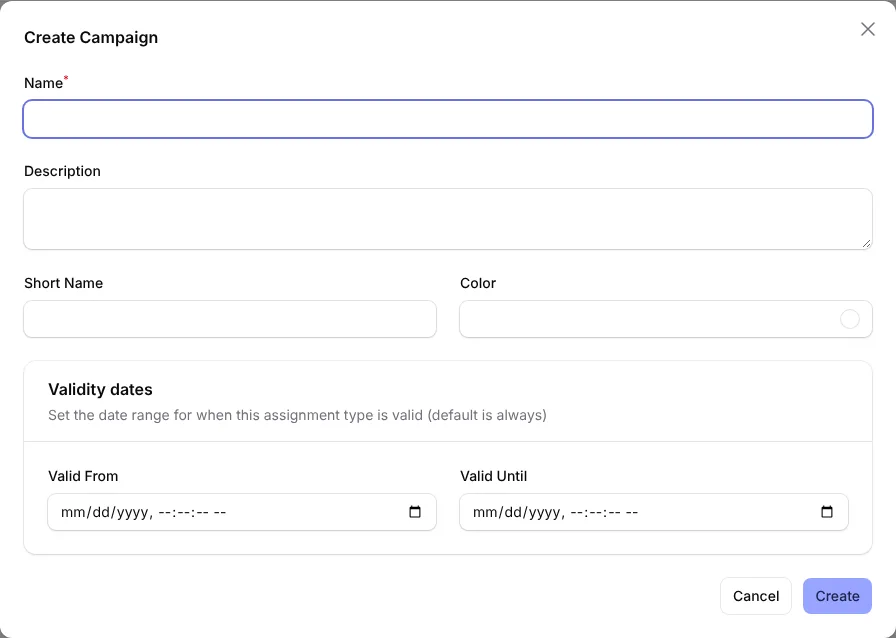 Create Campaign
Name*
Description
Short Name
Color
Validity dates
Set the date range for when this assignment type is valid (default is always)
Valid From
Valid Until
mm/dd/yyyy, --:--:-- --
mm/dd/yyyy, --:--:-- --
Cancel
Create